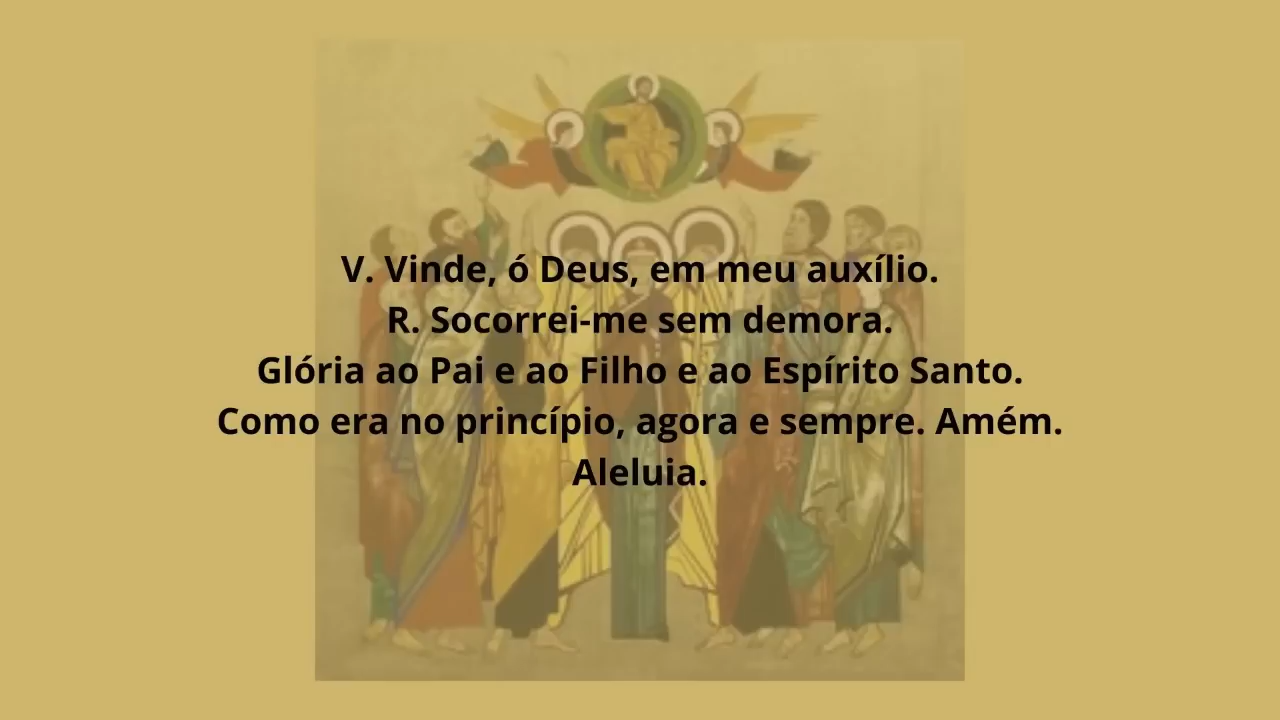 V. Vinde, ó Deus, em meu auxílio.
R. Socorrei-me sem demora.
Glória ao Pai e ao Filho e ao Espírito Santo.
Como era no princípio, agora e sempre. Amém.
Aleluia.